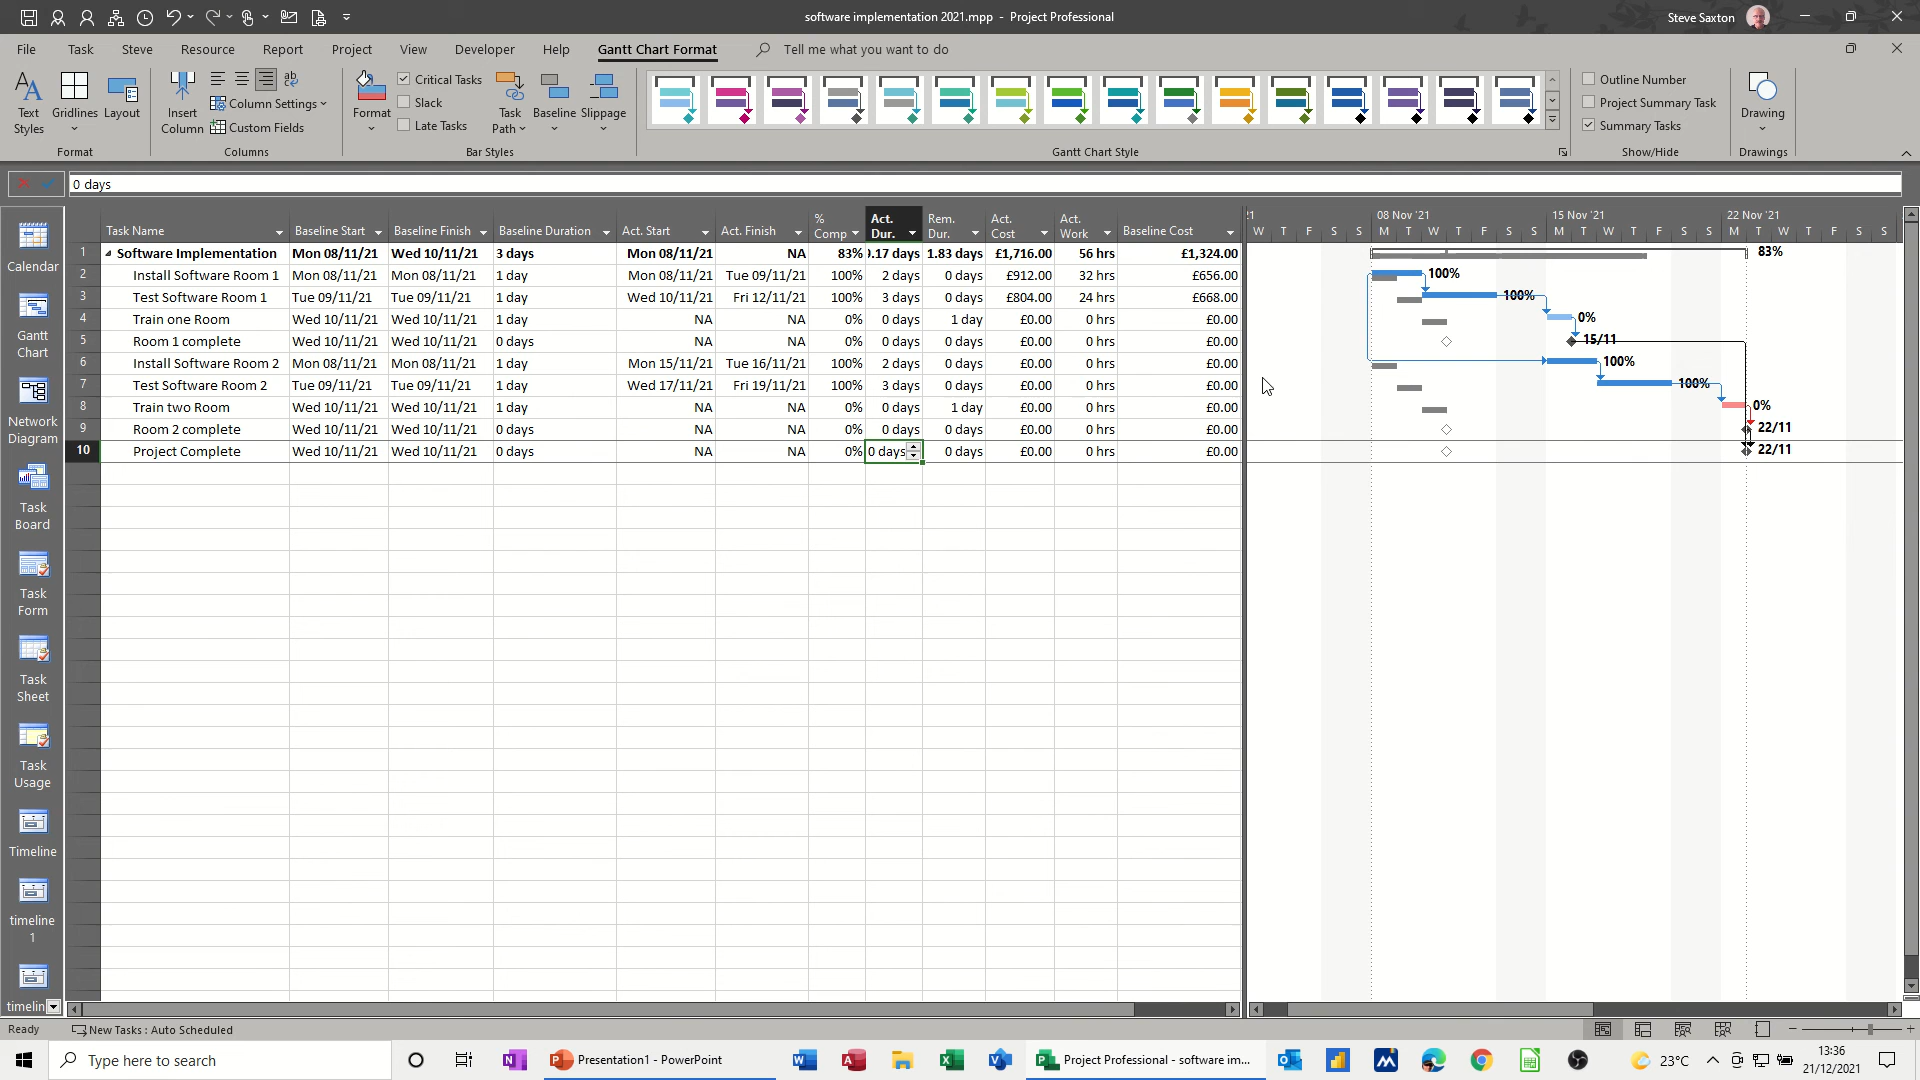 software implementation 2021.mpp - Project Professional
Steve Saxton
File Task Steve Resource Report Project View Developer Help Gantt Chart Format Tell me what you want to do
Text Styles
Gridlines
Layout
Format
Insert Column
ab
Column Settings
Custom Fields
Columns
Format
Critical Tasks
Slack
Late Tasks
Task Path
Baseline
Slippage
Bar Styles
Gantt Chart Style
Outline Number
Project Summary Task
Summary Tasks
Show/Hide
Drawing
Drawings
0 days
Calendar
Gantt Chart
Network Diagram
Task Board
Task Form
Task Sheet
Task Usage
Timeline
timeline 1
timelin
Task Name Baseline Start Baseline Finish Baseline Duration Act. Start Act. Finish % Comp Act. Dur. Rem. Dur. Act. Cost Act. Work Baseline Cost
1 Software Implementation Mon 08/11/21 Wed 10/11/21 3 days Mon 08/11/21 NA 83% .17 days 1.83 days £1,716.00 56 hrs £1,324.00
2 Install Software Room 1 Mon 08/11/21 Mon 08/11/21 1 day Mon 08/11/21 Tue 09/11/21 100% 2 days 0 days £912.00 32 hrs £656.00
3 Test Software Room 1 Tue 09/11/21 Tue 09/11/21 1 day Wed 10/11/21 Fri 12/11/21 100% 3 days 0 days £804.00 24 hrs £668.00
4 Train one Room Wed 10/11/21 Wed 10/11/21 1 day NA NA 0% 0 days 1 day £0.00 0 hrs £0.00
5 Room 1 complete Wed 10/11/21 Wed 10/11/21 0 days NA NA 0% 0 days 0 days £0.00 0 hrs £0.00
6 Install Software Room 2 Mon 08/11/21 Mon 08/11/21 1 day Mon 15/11/21 Tue 16/11/21 100% 2 days 0 days £0.00 0 hrs £0.00
7 Test Software Room 2 Tue 09/11/21 Tue 09/11/21 1 day Wed 17/11/21 Fri 19/11/21 100% 3 days 0 days £0.00 0 hrs £0.00
8 Train two Room Wed 10/11/21 Wed 10/11/21 1 day NA NA 0% 0 days 1 day £0.00 0 hrs £0.00
9 Room 2 complete Wed 10/11/21 Wed 10/11/21 0 days NA NA 0% 0 days 0 days £0.00 0 hrs £0.00
10 Project Complete Wed 10/11/21 Wed 10/11/21 0 days NA NA 0% 0 days 0 days £0.00 0 hrs £0.00
21 08 Nov '21 15 Nov '21 22 Nov '21
W T F S S M T W T F S S M T W T F S S M T W T F S S
83%
100%
100%
0%
15/11
100%
100%
0%
22/11
22/11
Ready New Tasks : Auto Scheduled
Type here to search
Presentation1 - PowerPoint
Project Professional - software im...
23°C
13:36
21/12/2021